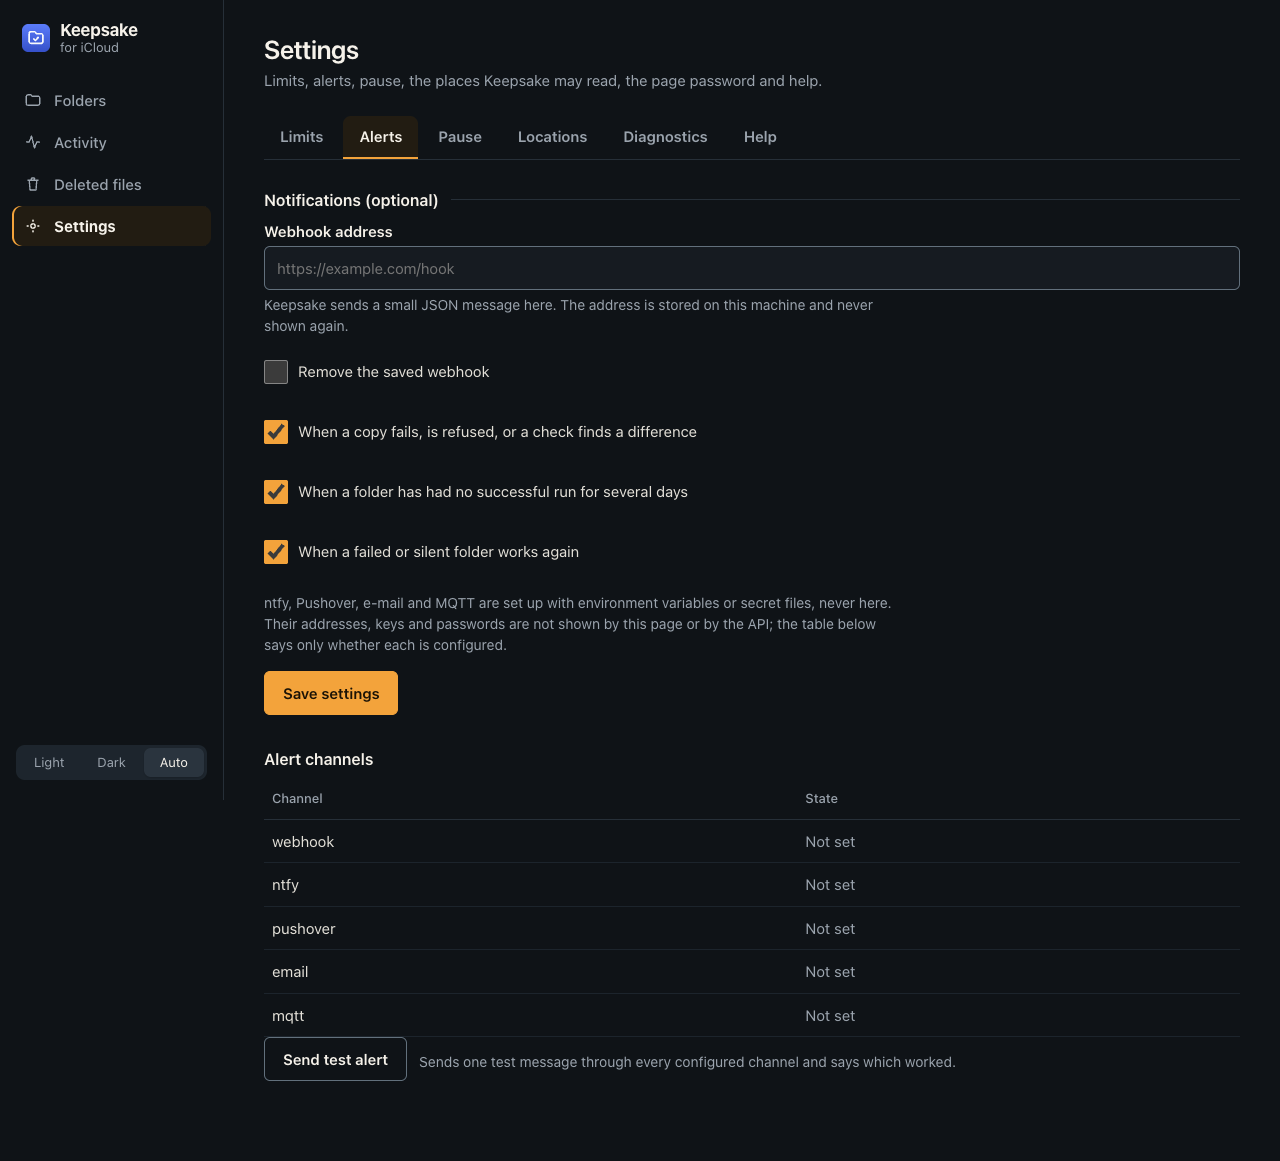 Keepsake
for iCloud
Folders
Activity
Deleted files
Settings
Light Dark Auto
Settings
Limits, alerts, pause, the places Keepsake may read, the page password and help.
Limits Alerts Pause Locations Diagnostics Help
Notifications (optional)
Webhook address
https://example.com/hook
Keepsake sends a small JSON message here. The address is stored on this machine and never
shown again.
Remove the saved webhook
When a copy fails, is refused, or a check finds a difference
When a folder has had no successful run for several days
When a failed or silent folder works again
ntfy, Pushover, e-mail and MQTT are set up with environment variables or secret files, never here.
Their addresses, keys and passwords are not shown by this page or by the API; the table below
says only whether each is configured.
Save settings
Alert channels
Channel State
webhook Not set
ntfy Not set
pushover Not set
email Not set
mqtt Not set
Send test alert Sends one test message through every configured channel and says which worked.